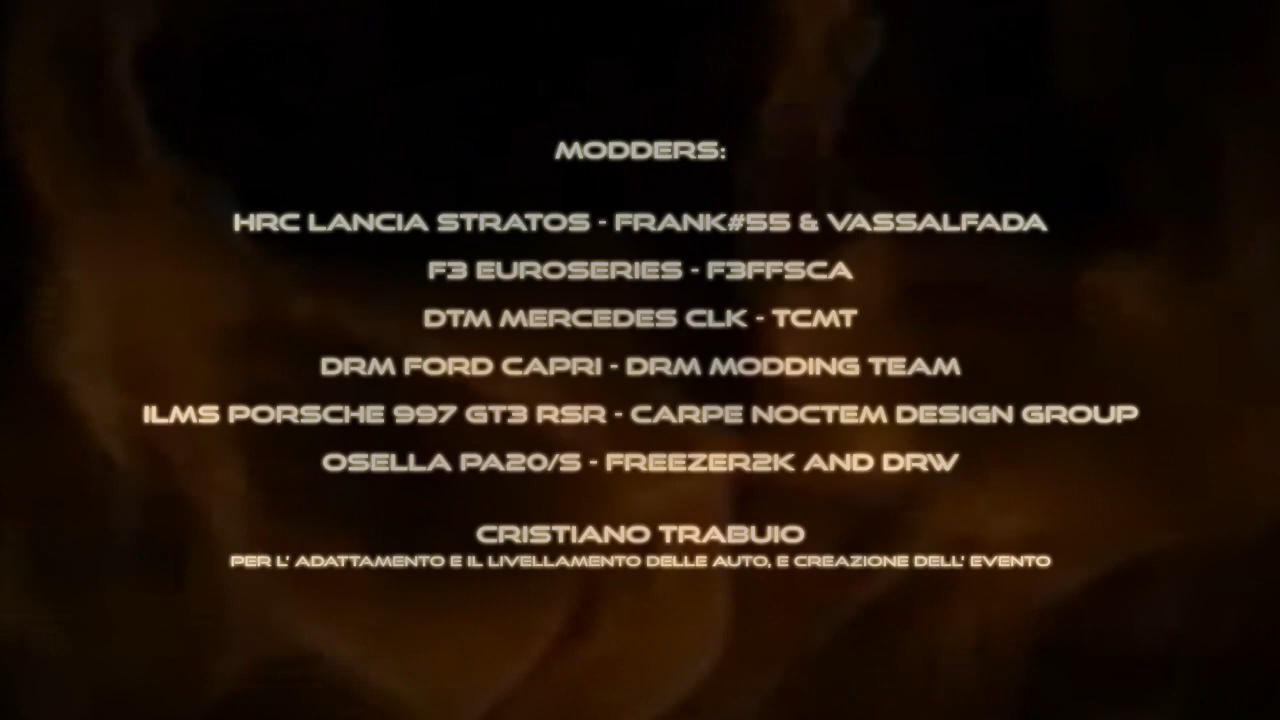 MODDERS:
HRC LANCIA STRATOS - FRANK#55 & VASSALFADA
F3 EUROSERIES - F3FFSCA
DTM MERCEDES CLK - TCMT
DRM FORD CAPRI - DRM MODDING TEAM
ILMS PORSCHE 997 GT3 RSR - CARPE NOCTEM DESIGN GROUP
OSELLA PA20/S - FREEZER2K AND DRW
CRISTIANO TRABUIO
PER L' ADATTAMENTO E IL LIVELLAMENTO DELLE AUTO, E CREAZIONE DELL' EVENTO